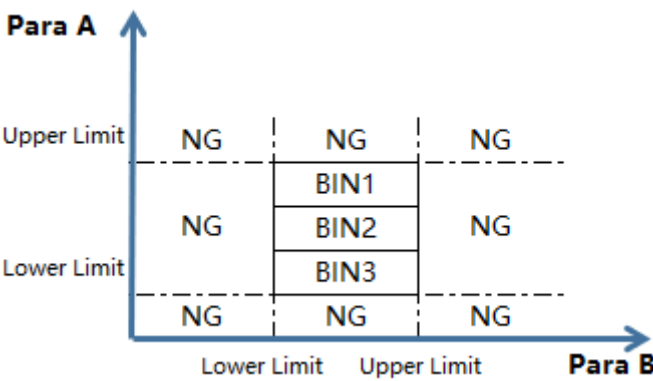 Para A
Upper Limit NG NG NG
BIN1
NG BIN2 NG
Lower Limit BIN3
NG NG NG
Lower Limit Upper Limit Para B